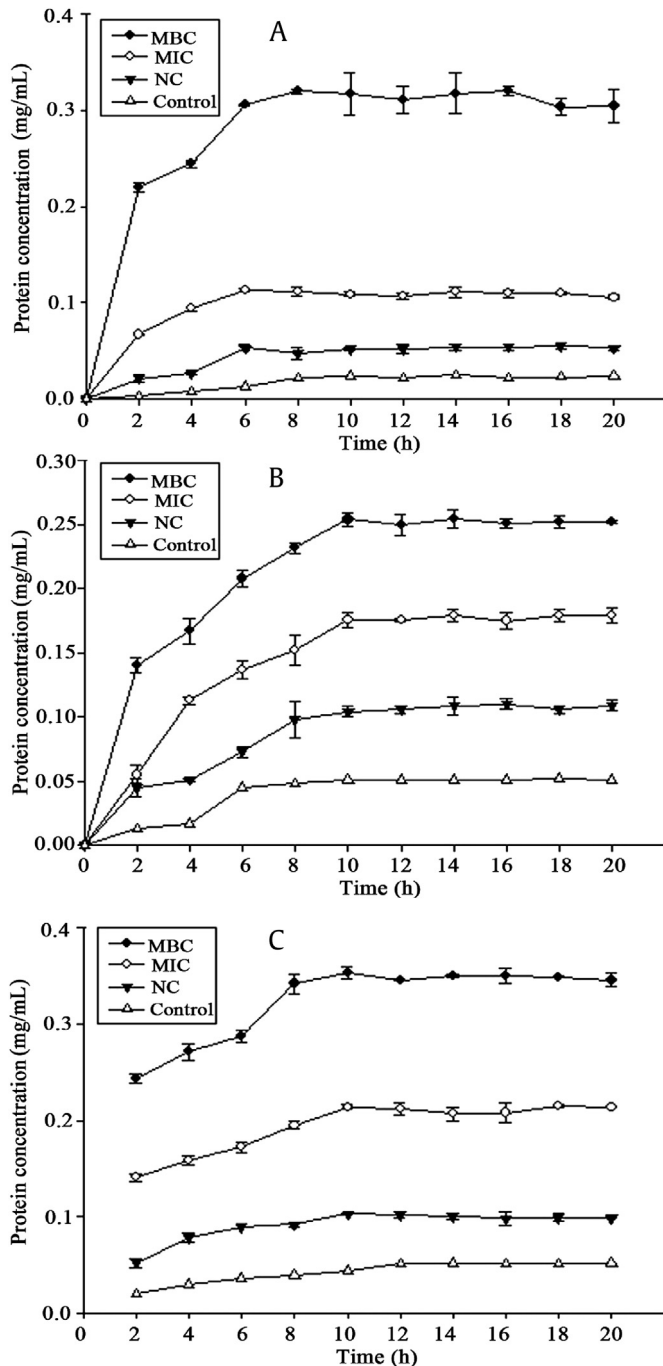 A
MBC
MIC
NC
Control
Protein concentration (mg/mL)
0.4
0.3
0.2
0.1
0.0
0 2 4 6 8 10 12 14 16 18 20
Time (h)
B
MBC
MIC
NC
Control
Protein concentration (mg/mL)
0.30
0.25
0.20
0.15
0.10
0.05
0.00
0 2 4 6 8 10 12 14 16 18 20
Time (h)
C
MBC
MIC
NC
Control
Protein concentration (mg/mL)
0.4
0.3
0.2
0.1
0.0
0 2 4 6 8 10 12 14 16 18 20
Time (h)